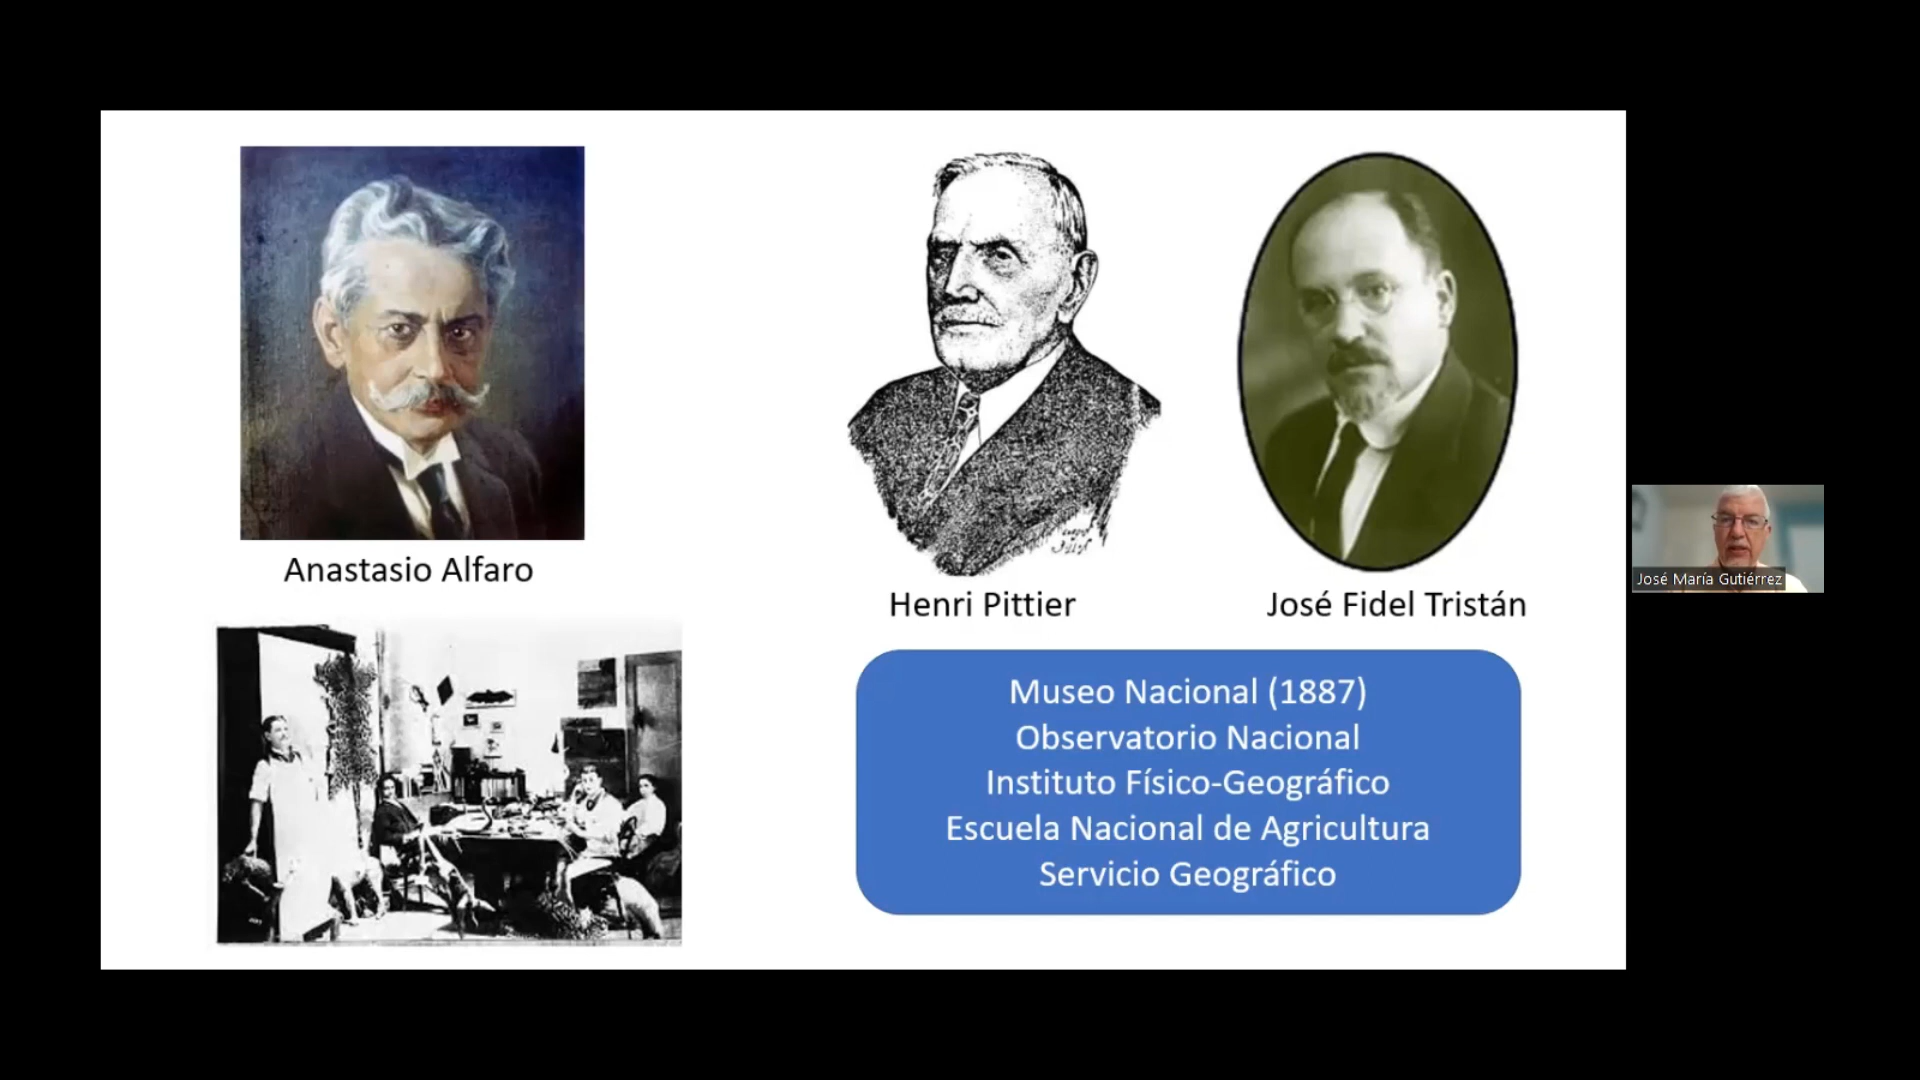 Anastasio Alfaro
Henri Pittier
José Fidel Tristán
Museo Nacional (1887)
Observatorio Nacional
Instituto Físico-Geográfico
Escuela Nacional de Agricultura
Servicio Geográfico
José María Gutiérrez